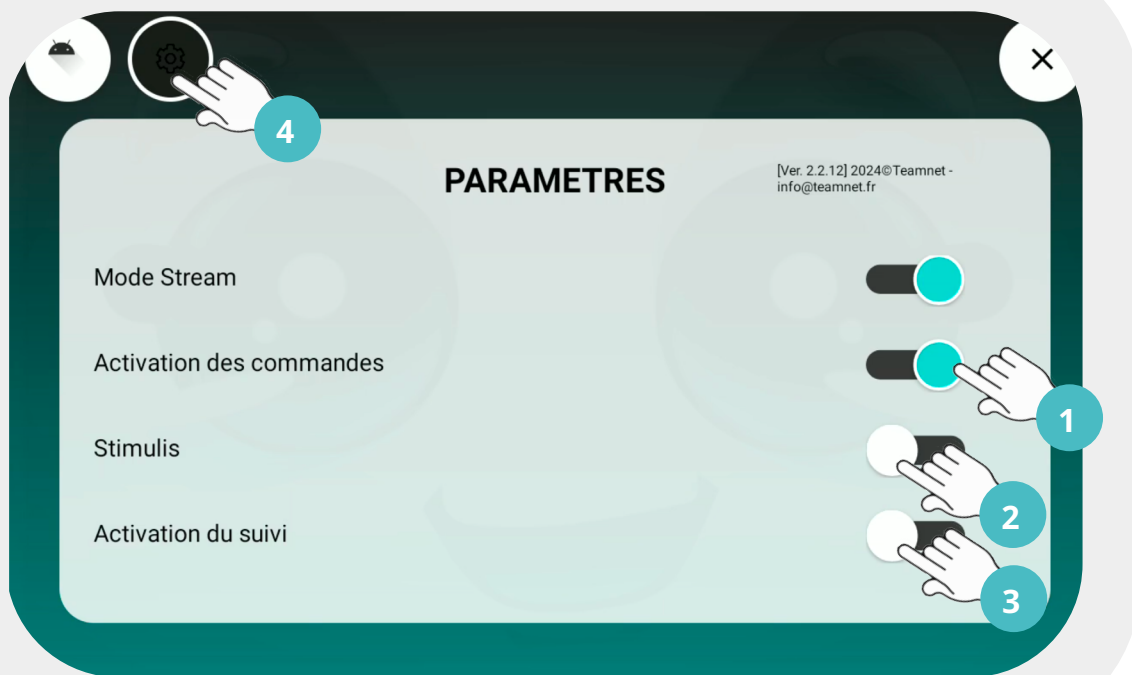 4
PARAMETRES
[Ver. 2.2.12] 2024©Teamnet -
info@teamnet.fr
Mode Stream
Activation des commandes
1
Stimulis
2
Activation du suivi
3